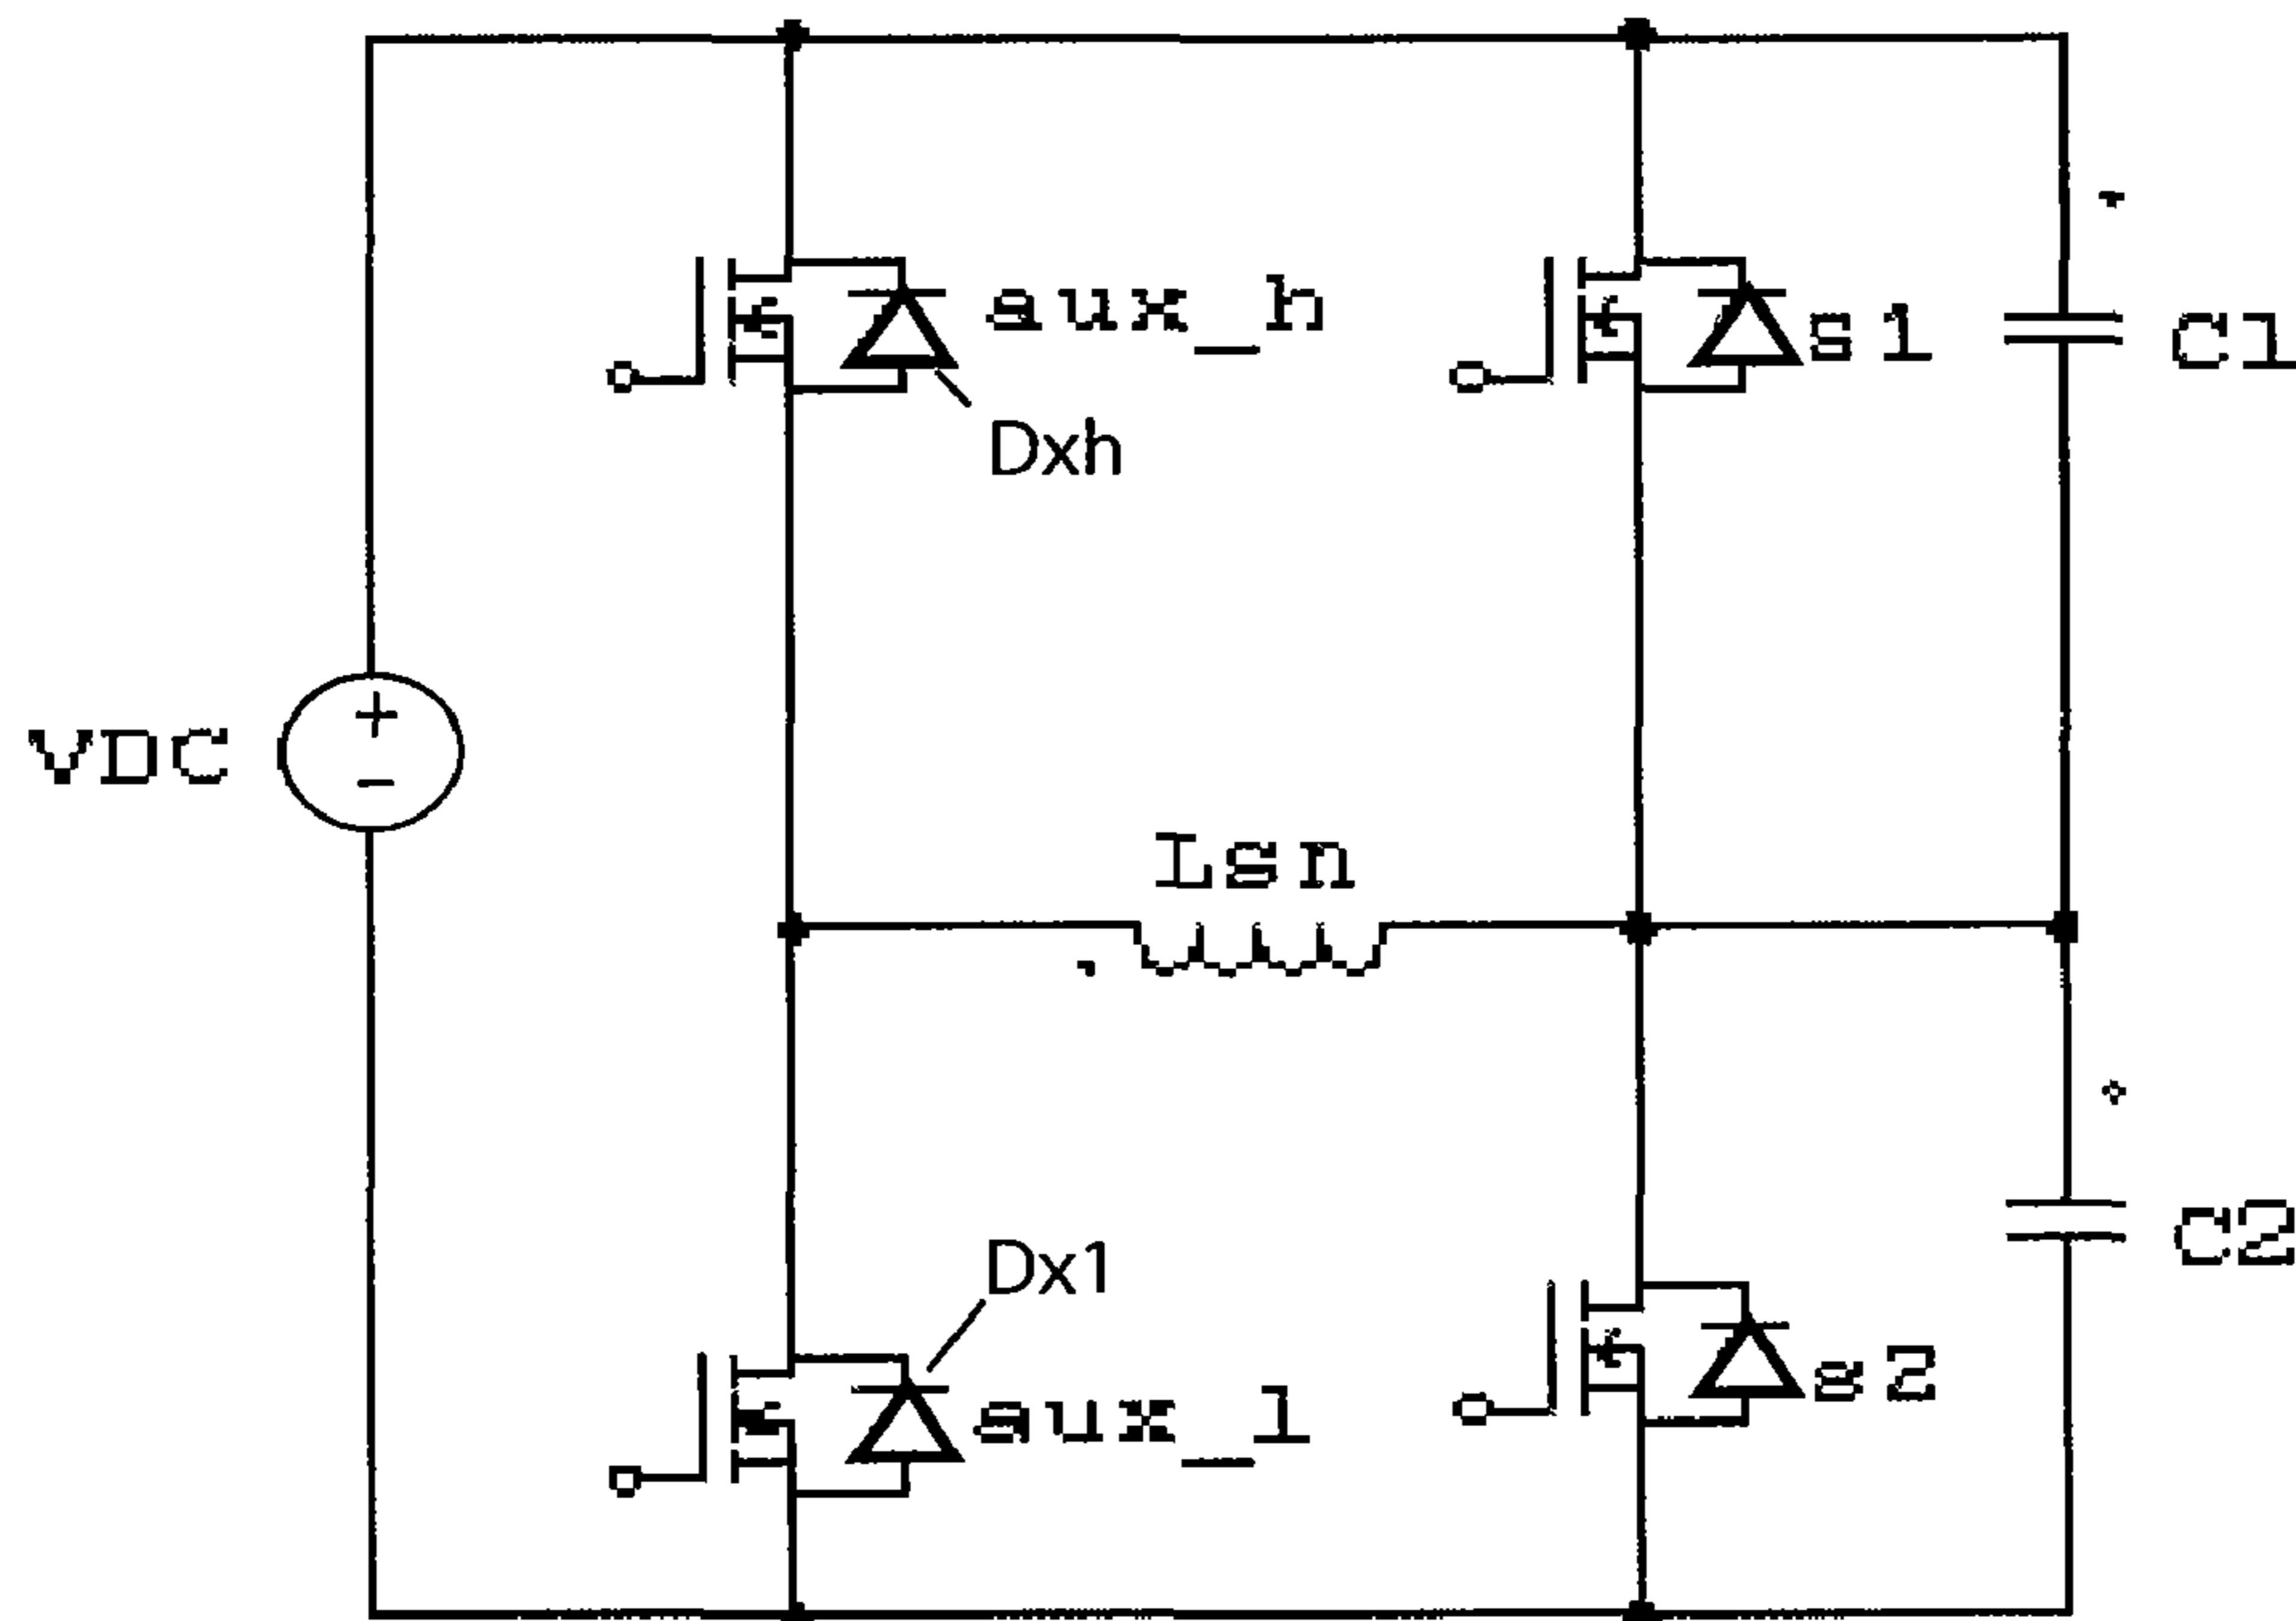 aux_h
s1
C1
Dxh
VDC
+
-
Lsn
Dx1
aux_l
s2
C2